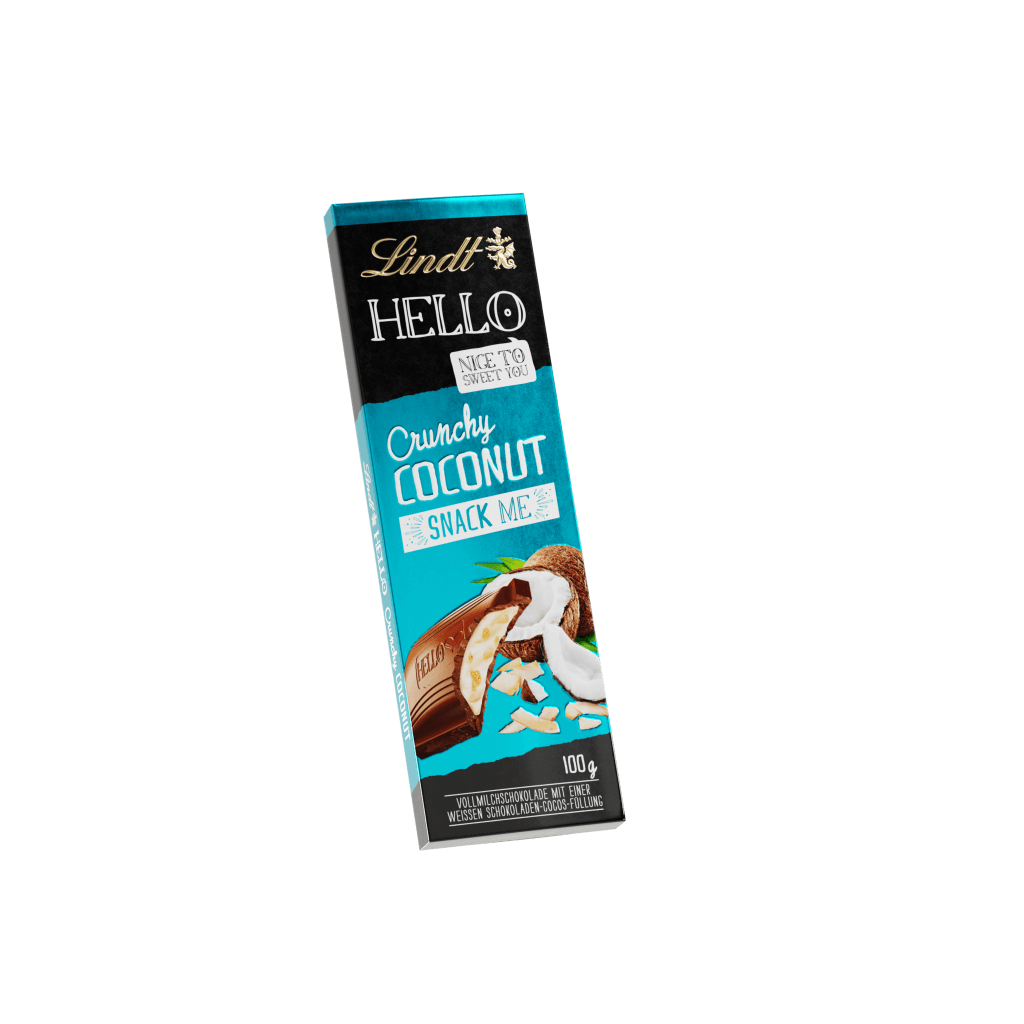 Lindt
HELLO
NICE TO
SWEET YOU
Crunchy
COCONUT
SNACK ME
HELLO
100 g
VOLLMILCHSCHOKOLADE MIT EINER
WEISSEN SCHOKOLADEN-COCOS-FÜLLUNG
Lindt HELLO Crunchy COCONUT